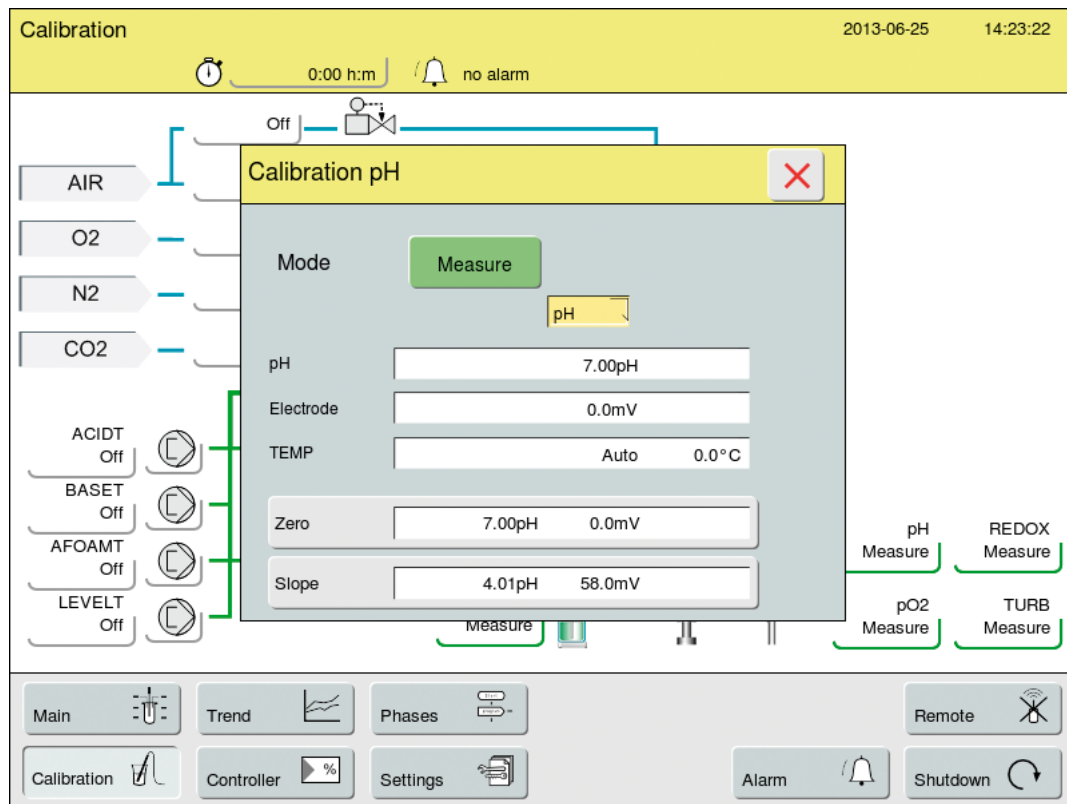 Calibration
2013-06-25 14:23:22
0:00 h:m no alarm
Off
AIR
O2
N2
CO2
ACIDT
Off
BASET
Off
AFOAMT
Off
LEVELT
Off
Calibration pH
Mode Measure
pH
pH 7.00pH
Electrode 0.0mV
TEMP Auto 0.0°C
Zero 7.00pH 0.0mV
Slope 4.01pH 58.0mV
Measure
pH
Measure
REDOX
Measure
pO2
Measure
TURB
Measure
Main
Trend
Phases
Remote
Calibration
Controller %
Settings
Alarm
Shutdown